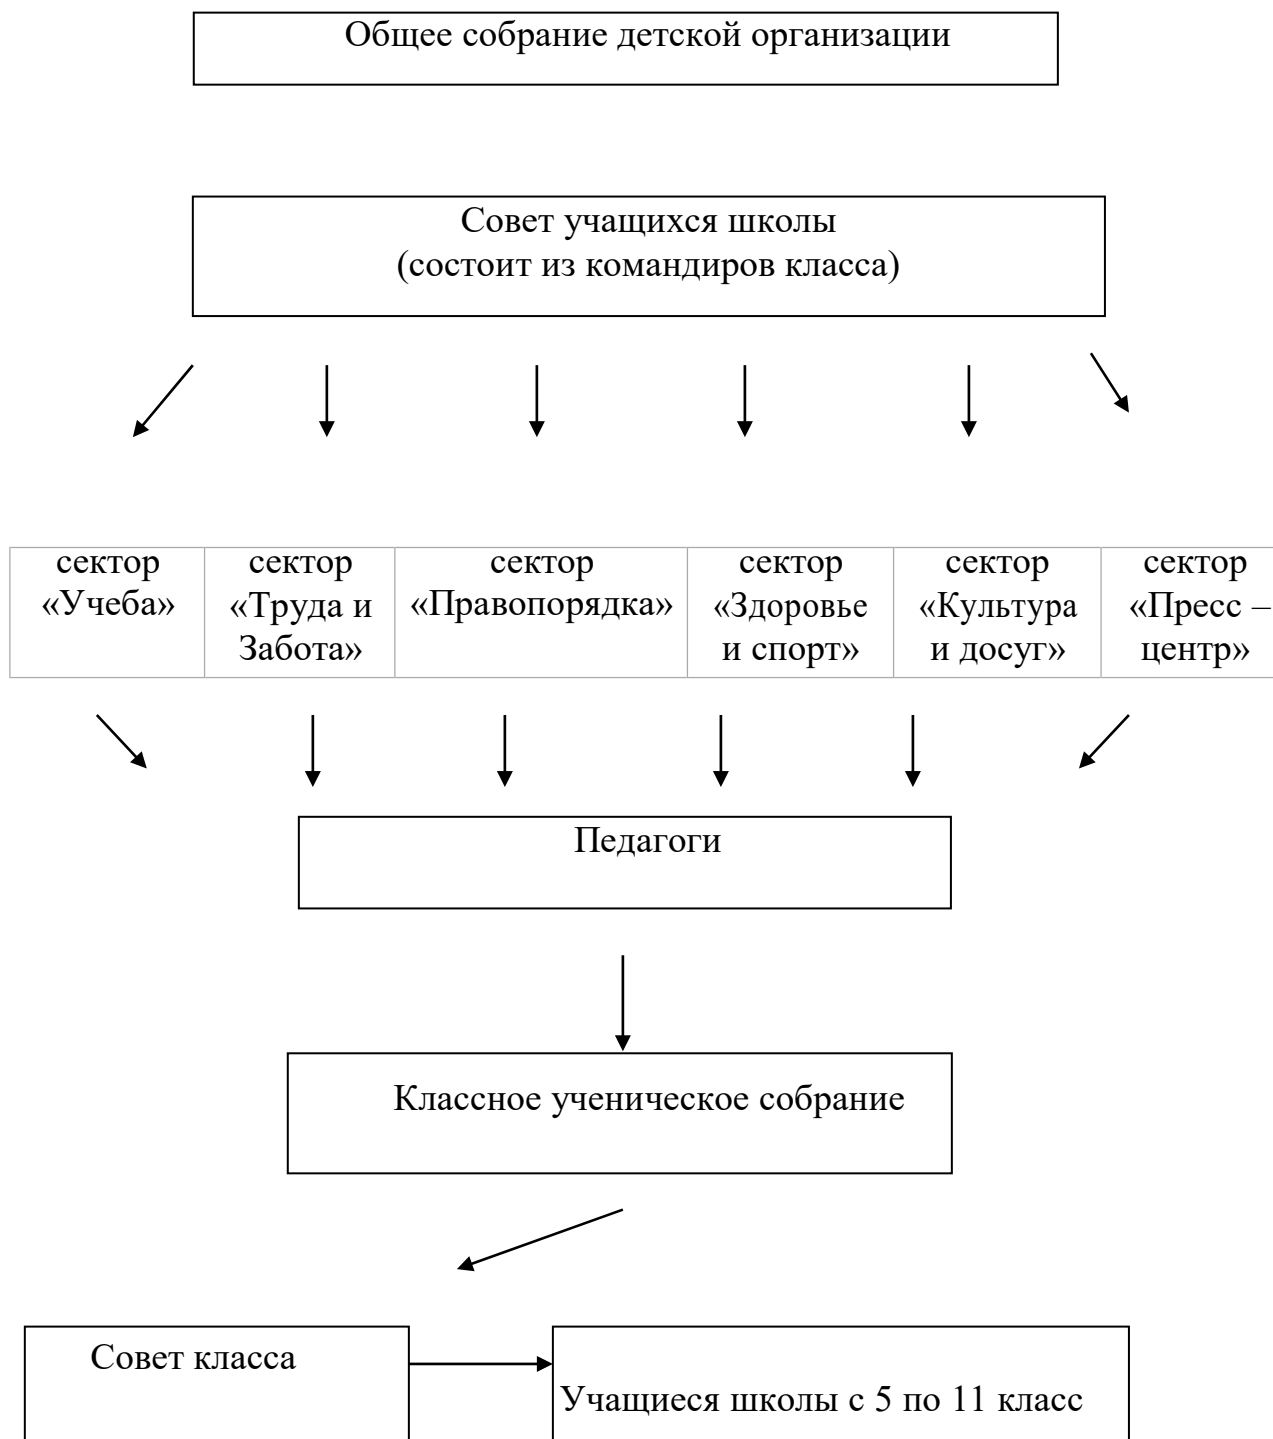 Общее собрание детской организации
Совет учащихся школы
(состоит из командиров класса)
сектор
«Учеба»
сектор
«Труда и
Забота»
сектор
«Правопорядка»
сектор
«Здоровье
и спорт»
сектор
«Культура
и досуг»
сектор
«Пресс –
центр»
Педагоги
Классное ученическое собрание
Совет класса
Учащиеся школы с 5 по 11 класс